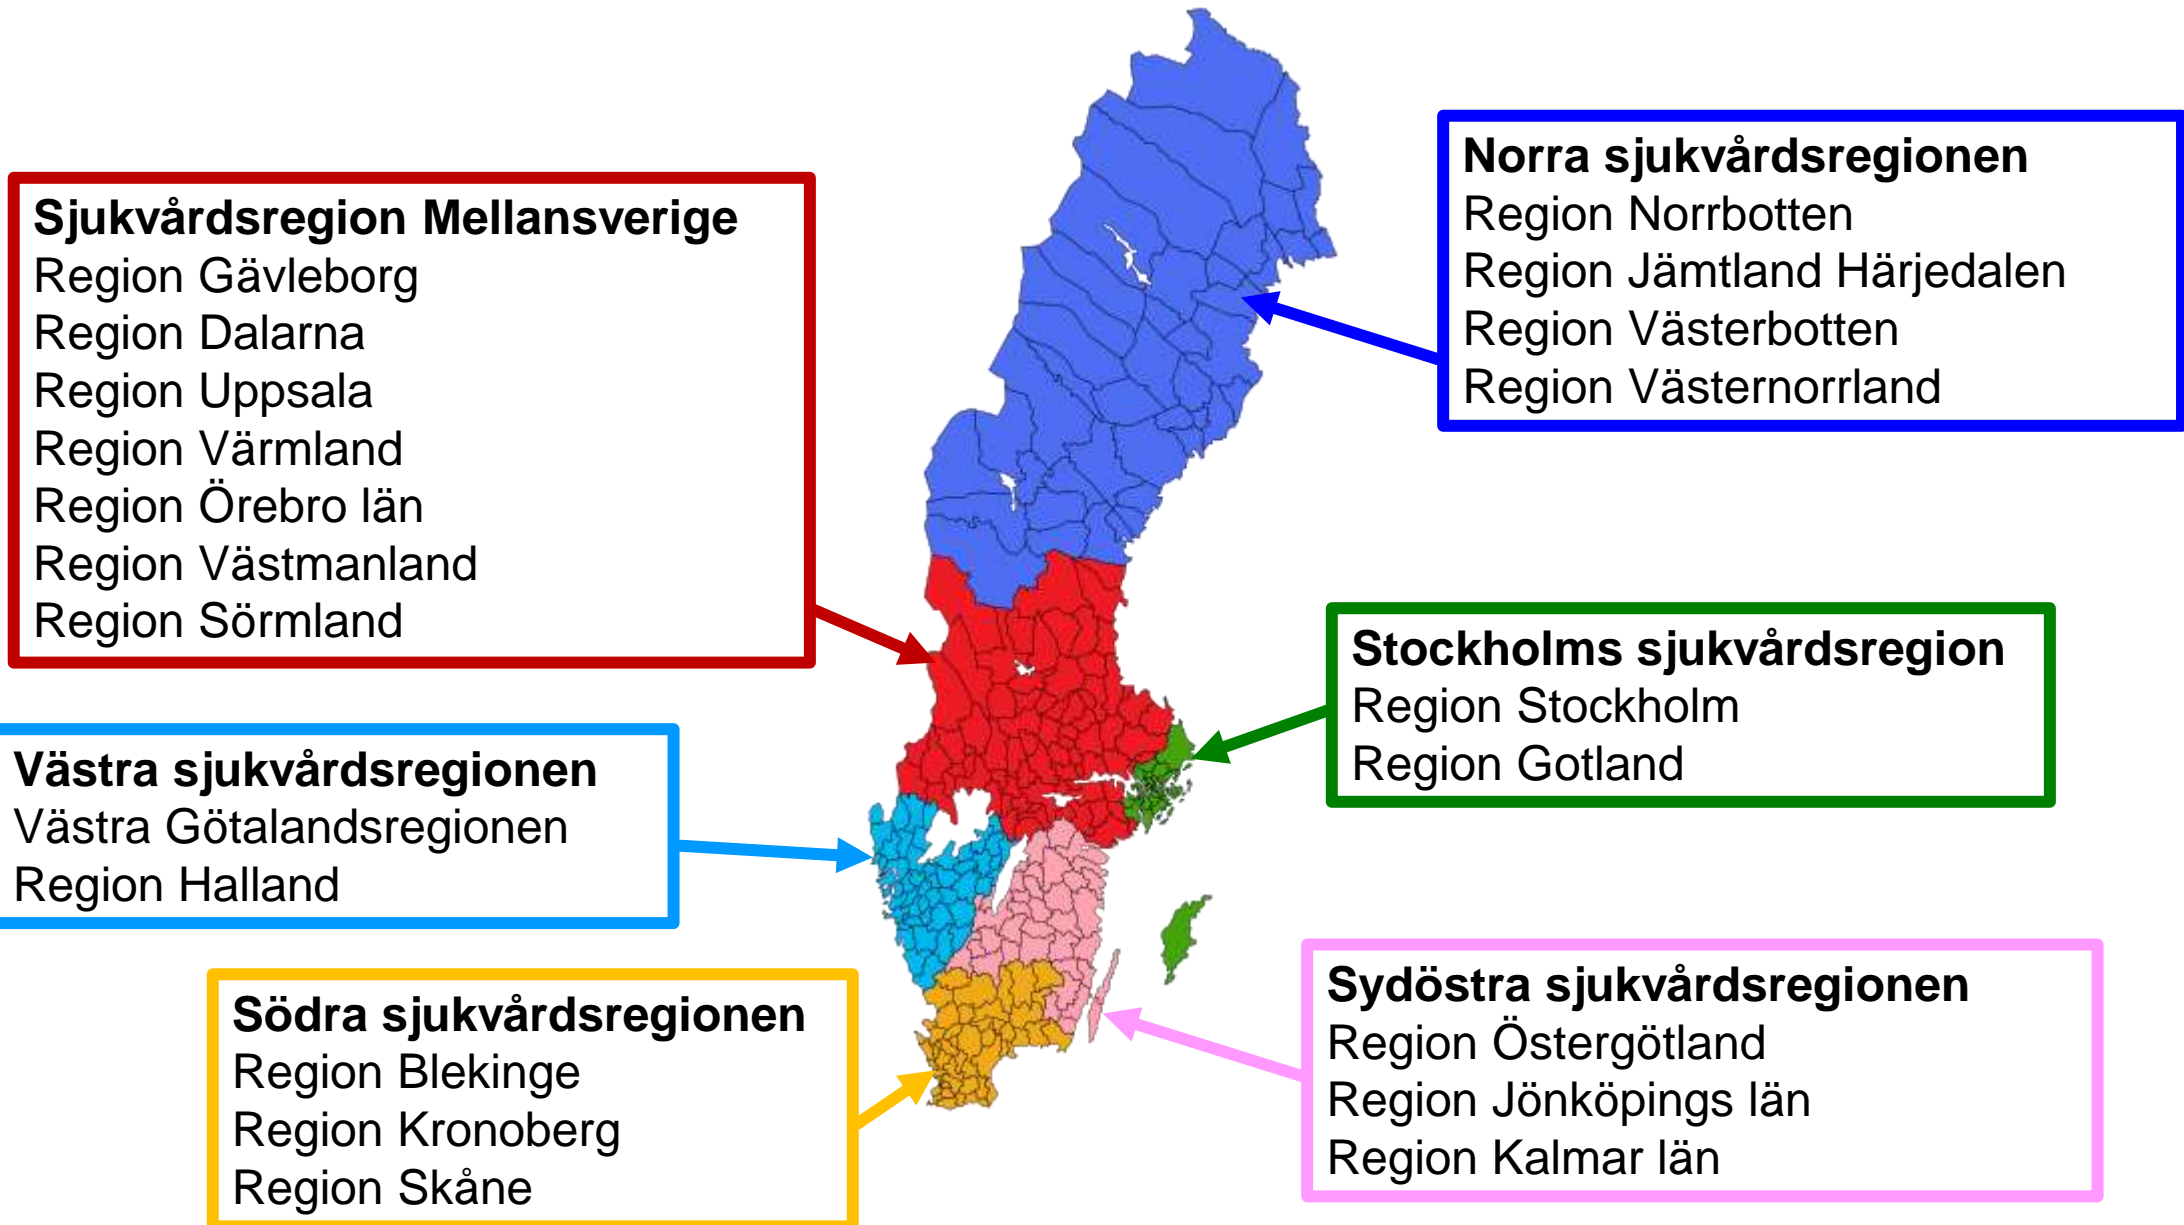 Sjukvårdsregion Mellansverige
Region Gävleborg
Region Dalarna
Region Uppsala
Region Värmland
Region Örebro län
Region Västmanland
Region Sörmland
Norra sjukvårdsregionen
Region Norrbotten
Region Jämtland Härjedalen
Region Västerbotten
Region Västernorrland
Stockholms sjukvårdsregion
Region Stockholm
Region Gotland
Västra sjukvårdsregionen
Västra Götalandsregionen
Region Halland
Södra sjukvårdsregionen
Region Blekinge
Region Kronoberg
Region Skåne
Sydöstra sjukvårdsregionen
Region Östergötland
Region Jönköpings län
Region Kalmar län